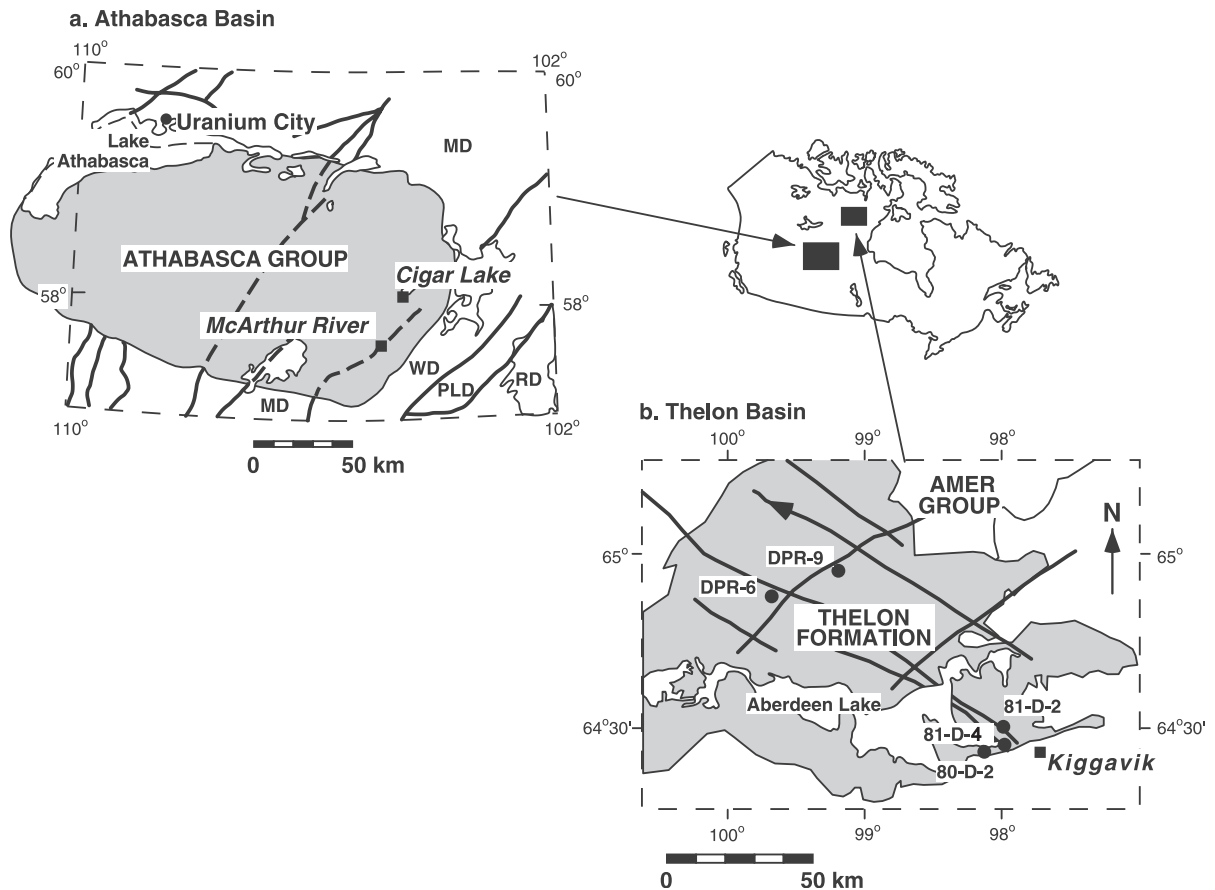 a. Athabasca Basin
110°
102°
60°
60°
Uranium City
Lake
Athabasca
MD
ATHABASCA GROUP
Cigar Lake
58°
58°
McArthur River
WD
PLD
RD
MD
110°
102°
0 50 km
b. Thelon Basin
100° 99° 98°
AMER
GROUP
N
65°
65°
DPR-9
DPR-6
THELON
FORMATION
Aberdeen Lake
81-D-2
64°30'
64°30'
81-D-4
80-D-2
Kiggavik
100° 99° 98°
0 50 km